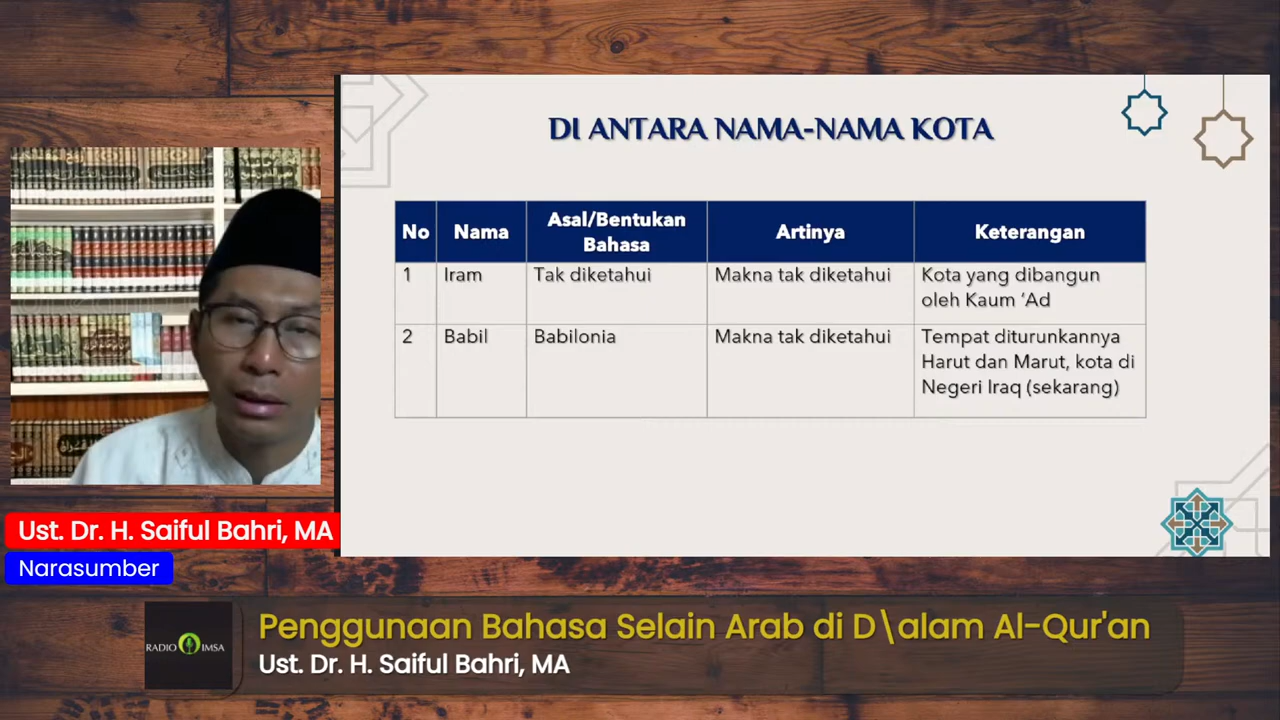 DI ANTARA NAMA-NAMA KOTA
No Nama Asal/Bentukan Bahasa Artinya Keterangan
1 Iram Tak diketahui Makna tak diketahui Kota yang dibangun
oleh Kaum ‘Ad
2 Babil Babilonia Makna tak diketahui Tempat diturunkannya
Harut dan Marut, kota di
Negeri Iraq (sekarang)
Ust. Dr. H. Saiful Bahri, MA
Narasumber
RADIO IMSA
Penggunaan Bahasa Selain Arab di D\alam Al-Qur'an
Ust. Dr. H. Saiful Bahri, MA